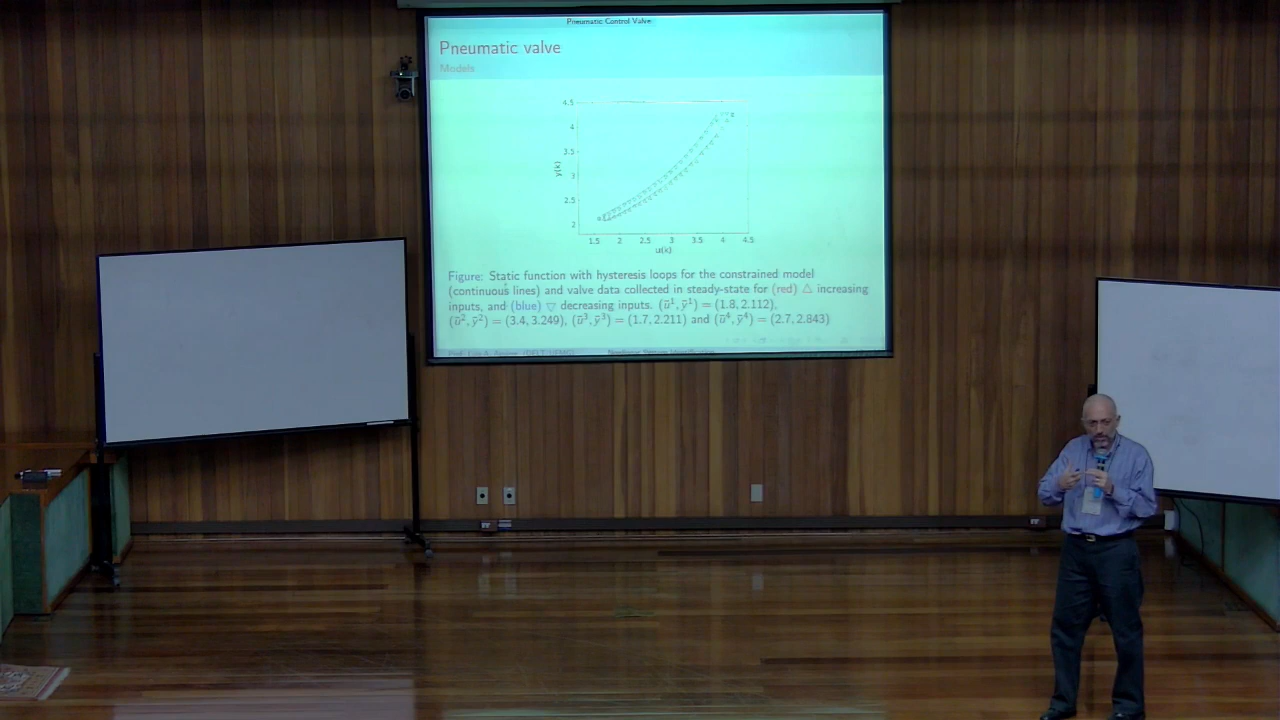 Pneumatic Control Valve
Pneumatic valve
Models
4.5
4
3.5
3
2.5
2
y(k)
1.5 2 2.5 3 3.5 4 4.5
u(k)
Figure: Static function with hysteresis loops for the constrained model
(continuous lines) and valve data collected in steady-state for (red) △ increasing
inputs, and (blue) ▽ decreasing inputs. (ū¹, ȳ¹) = (1.8, 2.112),
(ū², ȳ²) = (3.4, 3.249), (ū³, ȳ³) = (1.7, 2.211) and (ū⁴, ȳ⁴) = (2.7, 2.843)